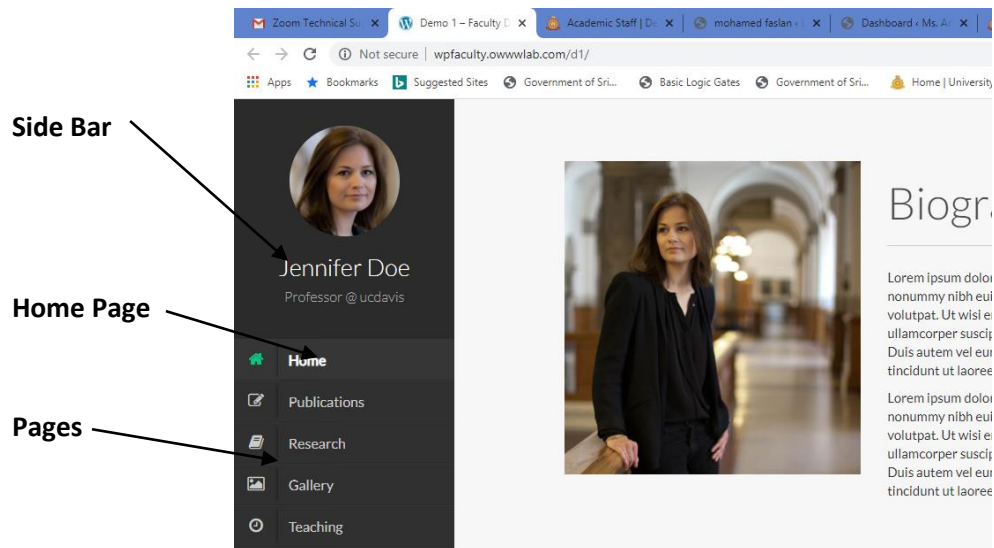 Zoom Technical Su
Demo 1 – Faculty D
Academic Staff | De
mohamed faslan ‹
Dashboard ‹ Ms. A
Not secure | wpfaculty.owwwlab.com/d1/
Apps
Bookmarks
Suggested Sites
Government of Sri...
Basic Logic Gates
Government of Sri...
Home | University
Side Bar
Home Page
Pages
Jennifer Doe
Professor @ ucdavis
Home
Publications
Research
Gallery
Teaching
Biogra
Lorem ipsum dolor
nonummy nibh eui
volutpat. Ut wisi e
ullamcorper suscip
Duis autem vel eur
tincidunt ut laoree
Lorem ipsum dolor
nonummy nibh eui
volutpat. Ut wisi e
ullamcorper suscip
Duis autem vel eur
tincidunt ut laoree